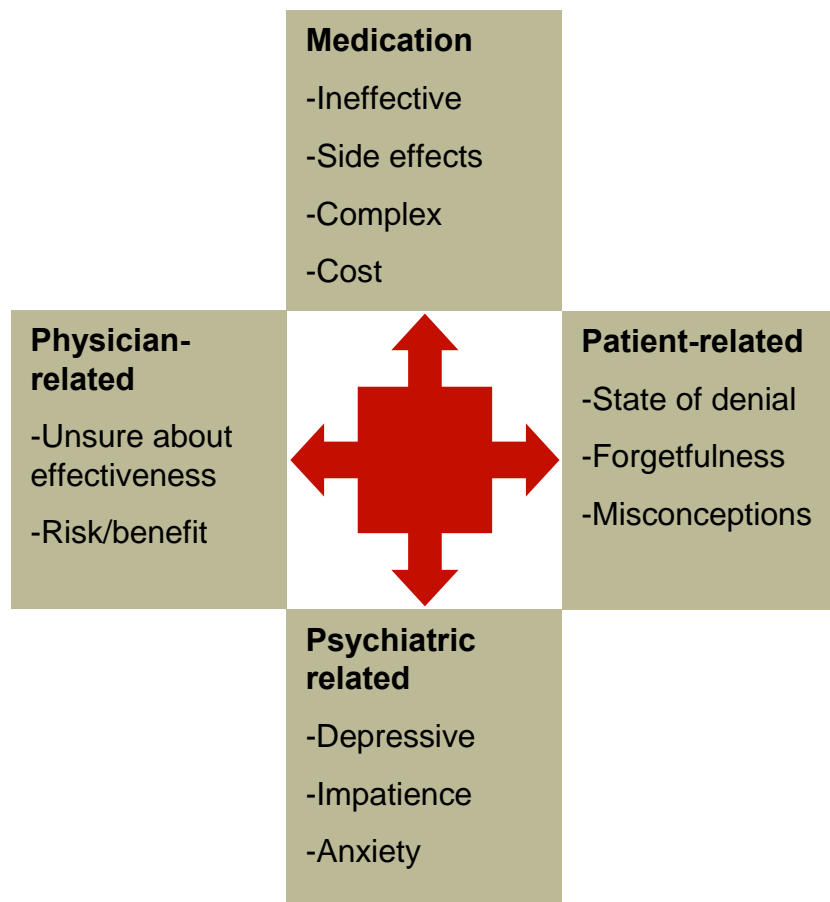 Medication
-Ineffective
-Side effects
-Complex
-Cost
Physician-
related
-Unsure about
effectiveness
-Risk/benefit
Patient-related
-State of denial
-Forgetfulness
-Misconceptions
Psychiatric
related
-Depressive
-Impatience
-Anxiety